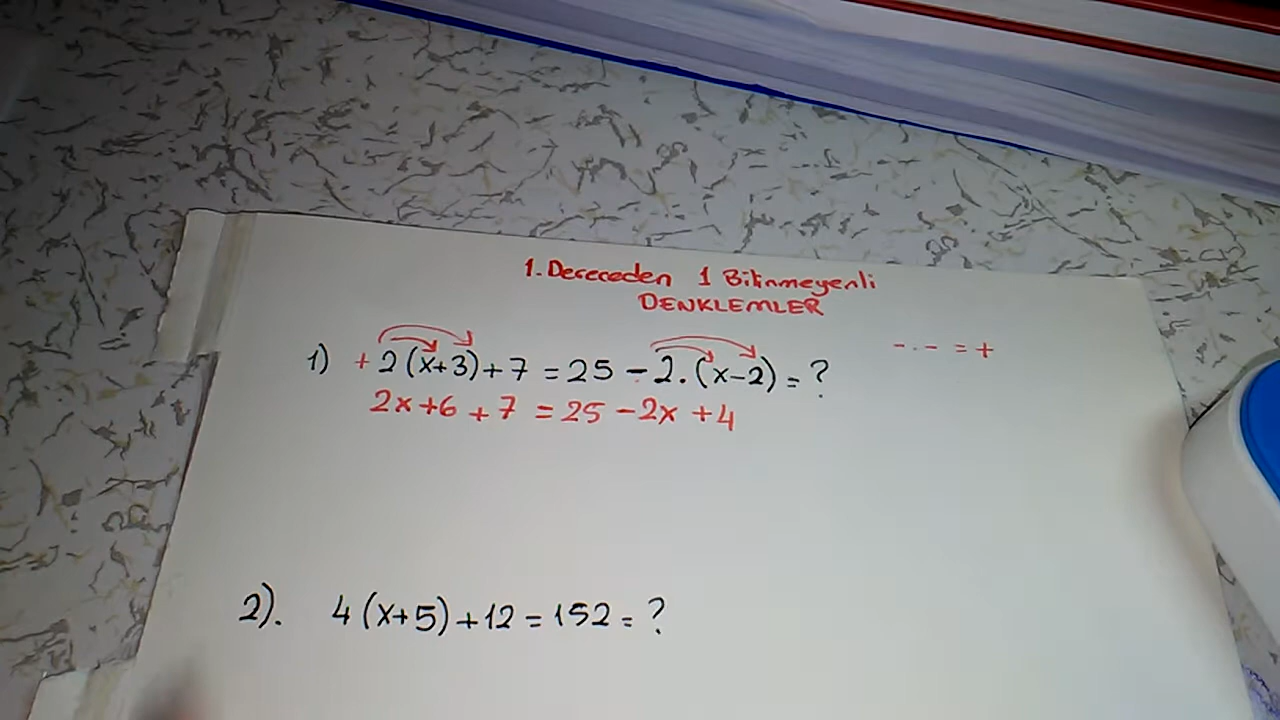 1. Dereceden 1 Bilinmeyenli
DENKLEMLER
- . - = +
1) + 2 (x+3) + 7 = 25 - 2. (x-2) = ?
2x + 6 + 7 = 25 - 2x + 4
2). 4 (x+5) + 12 = 152 = ?